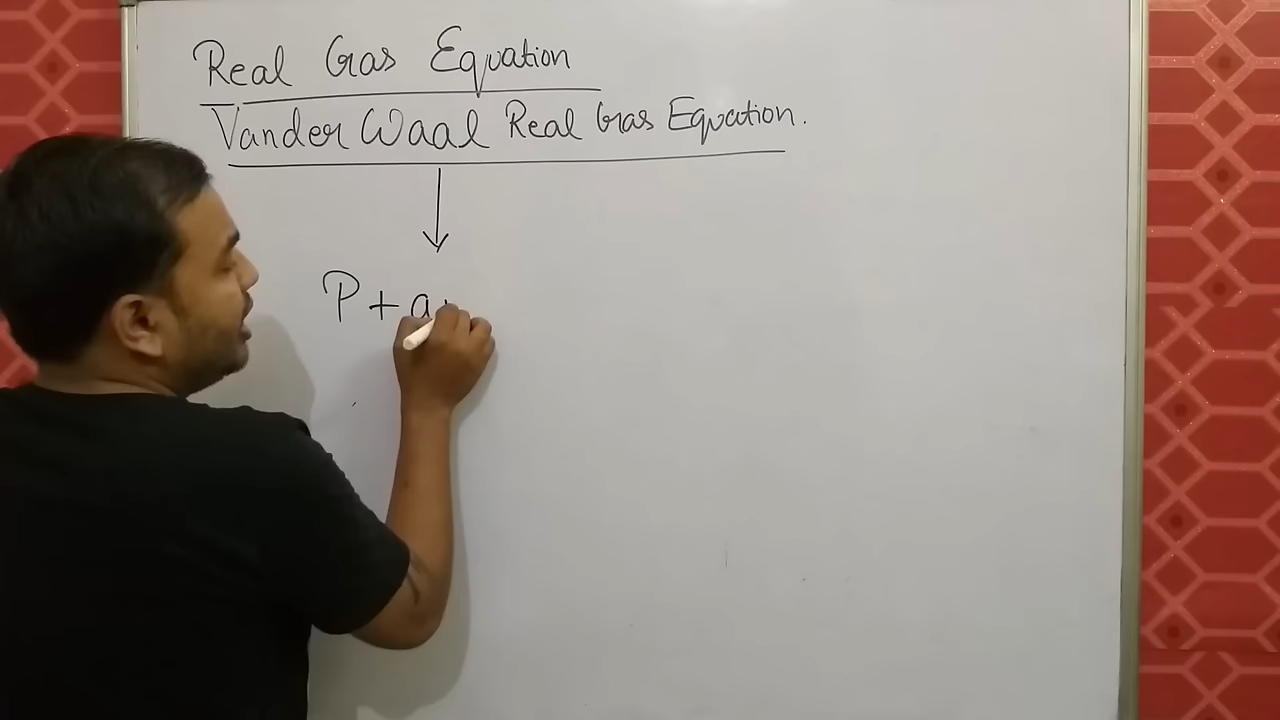 Real Gas Equation
Vander Waal Real Gas Equation.
P + a